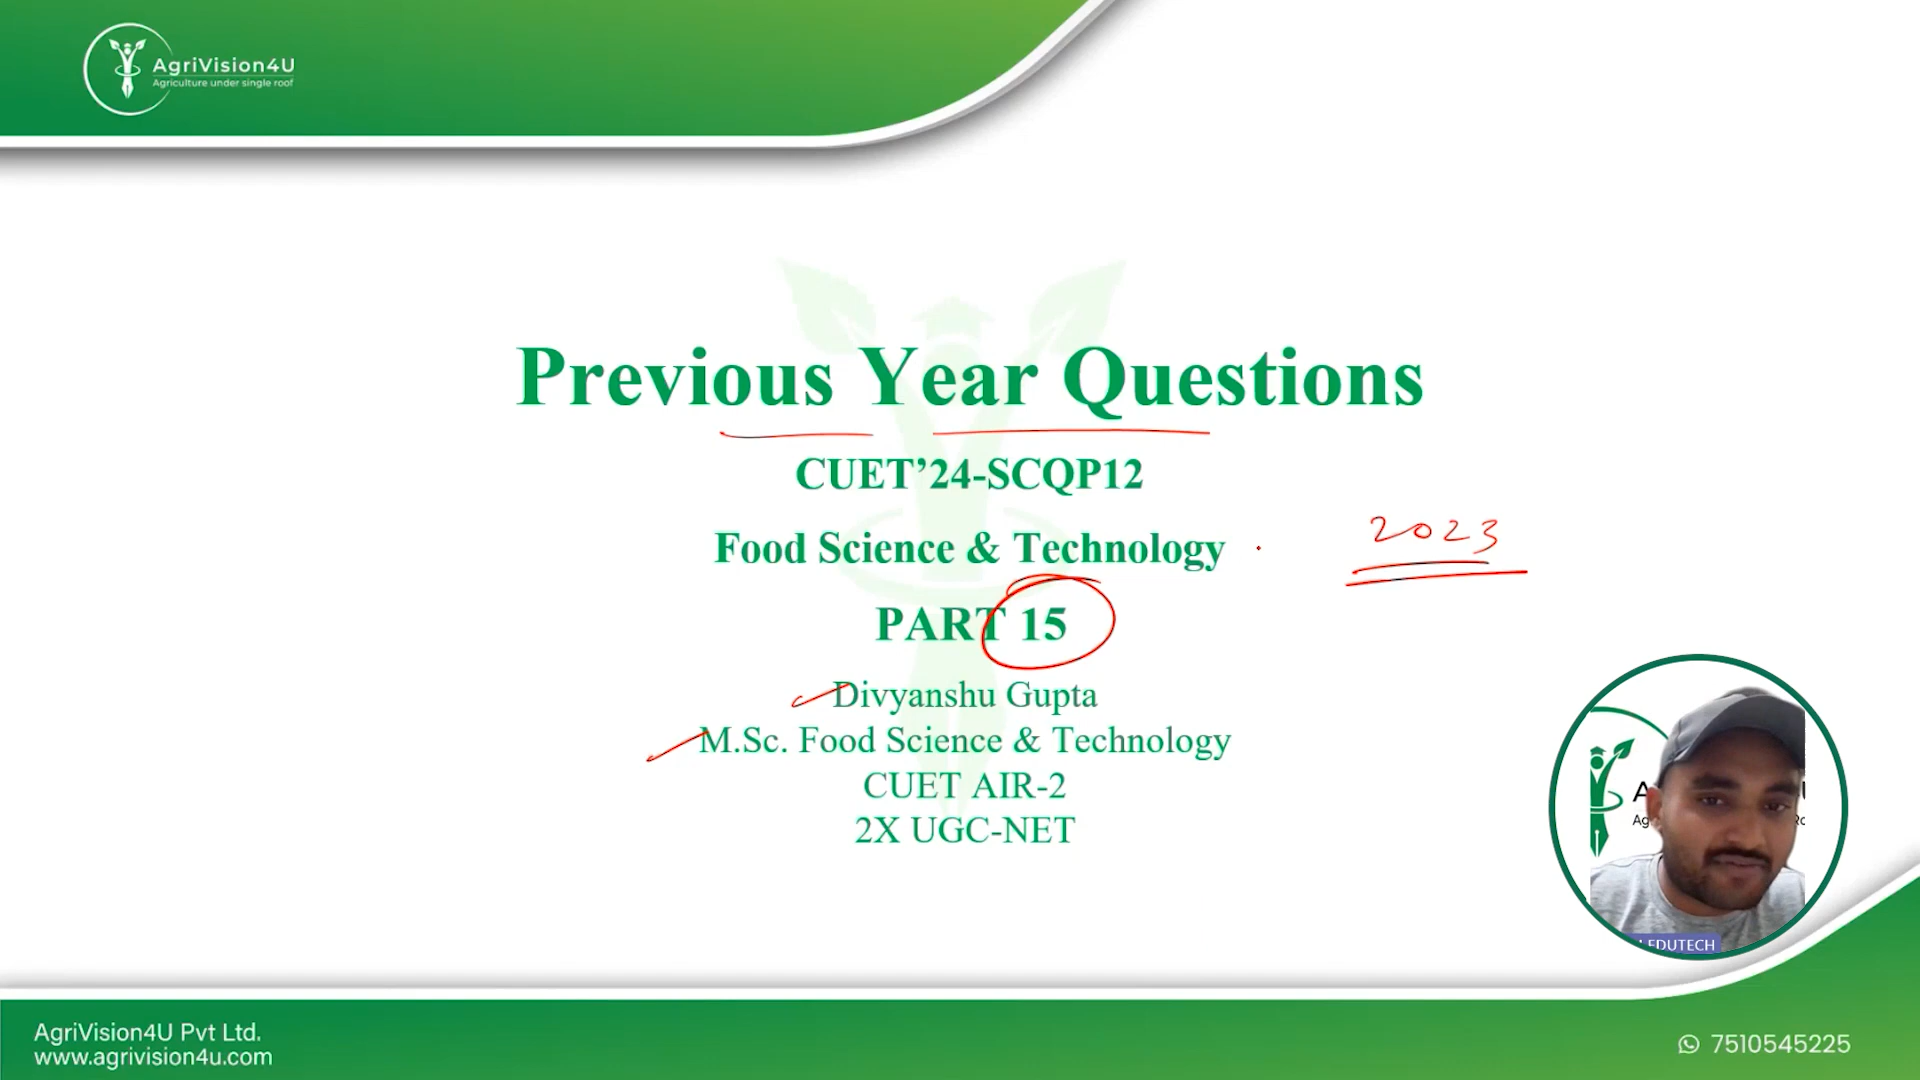 AgriVision4U
Agriculture under single roof
Previous Year Questions
CUET’24-SCQP12
Food Science & Technology
2023
PART 15
Divyanshu Gupta
M.Sc. Food Science & Technology
CUET AIR-2
2X UGC-NET
EDUTECH
AgriVision4U Pvt Ltd.
www.agrivision4u.com
7510545225